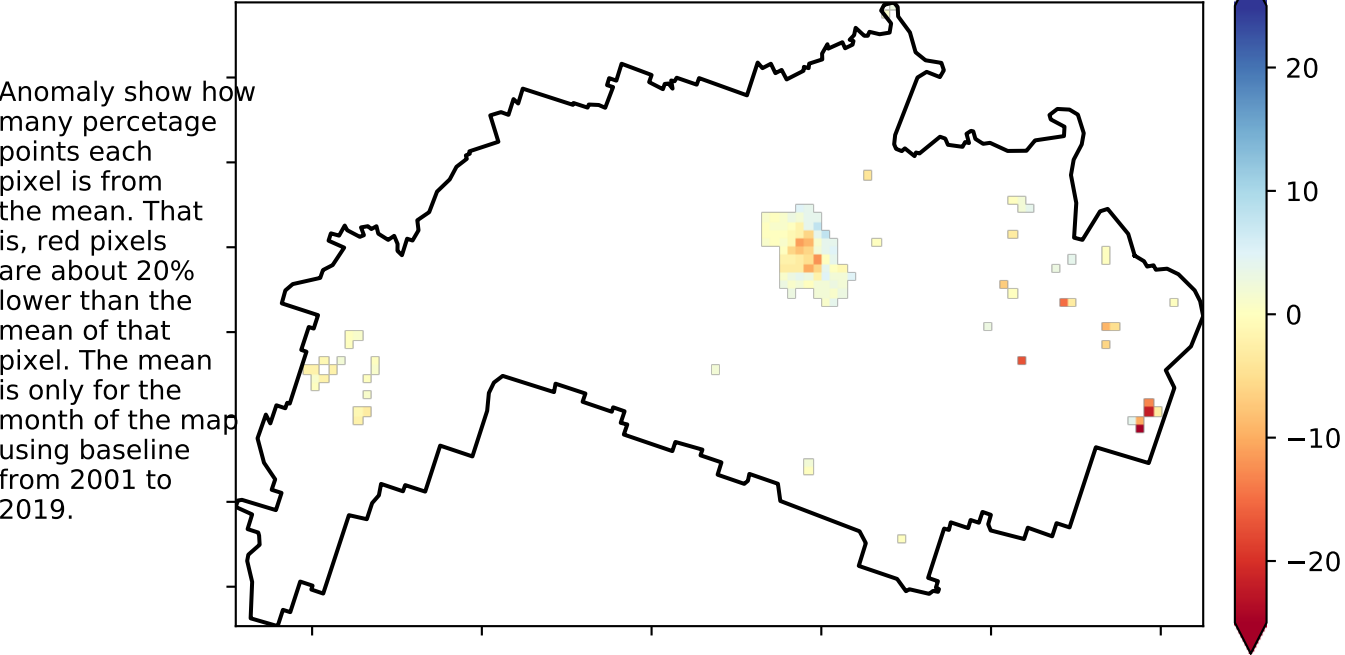 Anomaly show how
many percetage
points each
pixel is from
the mean. That
is, red pixels
are about 20%
lower than the
mean of that
pixel. The mean
is only for the
month of the map
using baseline
from 2001 to
2019.
20
10
0
−10
−20